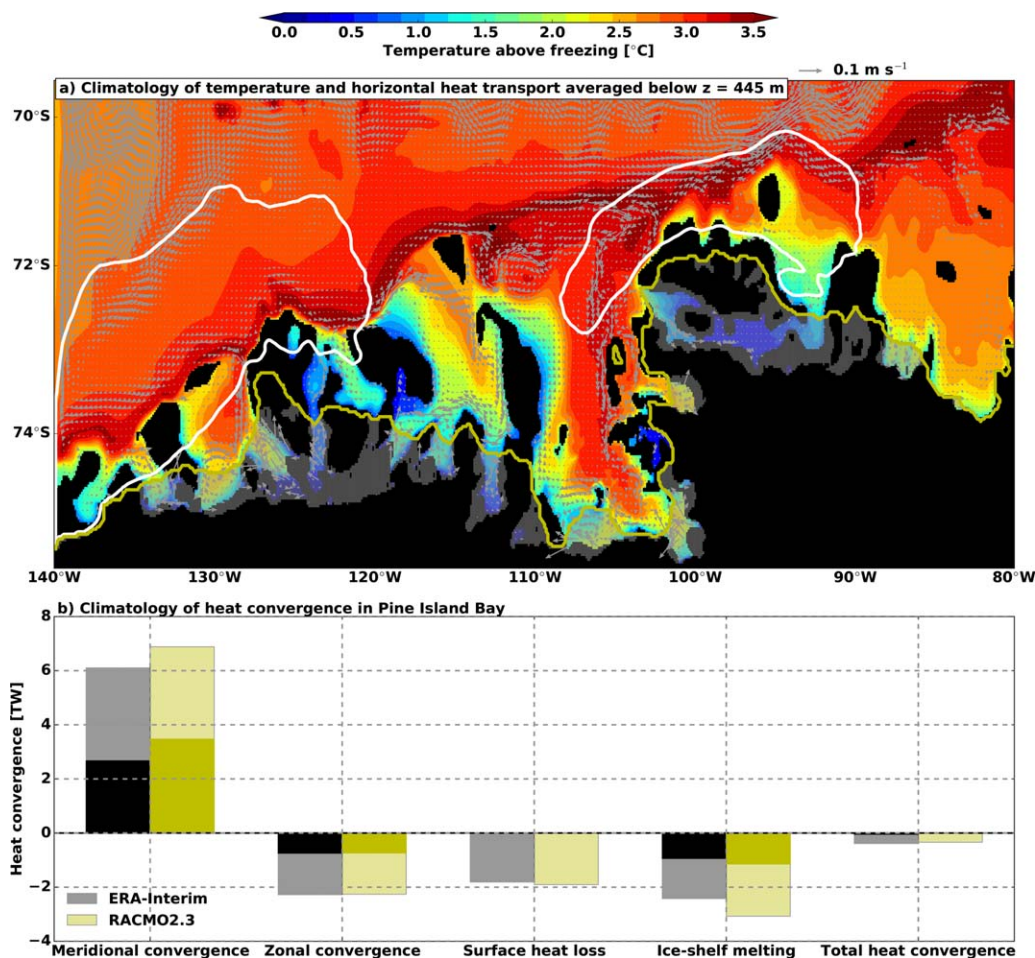 0.0 0.5 1.0 1.5 2.0 2.5 3.0 3.5
Temperature above freezing [°C]
0.1 m s⁻¹
a) Climatology of temperature and horizontal heat transport averaged below z = 445 m
70°S
72°S
74°S
140°W 130°W 120°W 110°W 100°W 90°W 80°W
b) Climatology of heat convergence in Pine Island Bay
Heat convergence [TW]
8
6
4
2
0
−2
−4
ERA-Interim
RACMO2.3
Meridional convergence Zonal convergence Surface heat loss Ice-shelf melting Total heat convergence